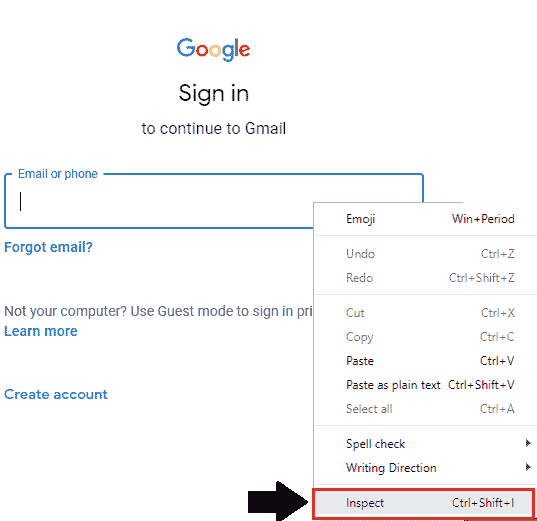 Google
Sign in
to continue to Gmail
Email or phone
Forgot email?
Not your computer? Use Guest mode to sign in pri
Learn more
Create account
Emoji Win+Period
Undo Ctrl+Z
Redo Ctrl+Shift+Z
Cut Ctrl+X
Copy Ctrl+C
Paste Ctrl+V
Paste as plain text Ctrl+Shift+V
Select all Ctrl+A
Spell check
Writing Direction
Inspect Ctrl+Shift+I